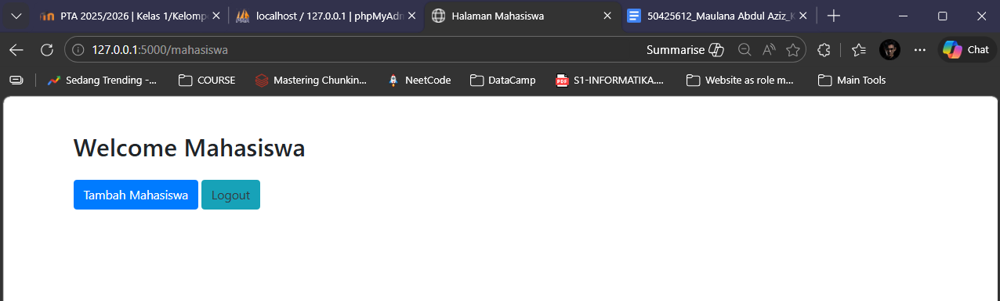 PTA 2025/2026 | Kelas 1/Kelomp
localhost / 127.0.0.1 | phpMyAdm
Halaman Mahasiswa
50425612_Maulana Abdul Aziz_K
127.0.0.1:5000/mahasiswa
Summarise
Chat
Sedang Trending -...
COURSE
Mastering Chunkin...
NeetCode
DataCamp
S1-INFORMATIKA....
Website as role m...
Main Tools
Welcome Mahasiswa
Tambah Mahasiswa
Logout